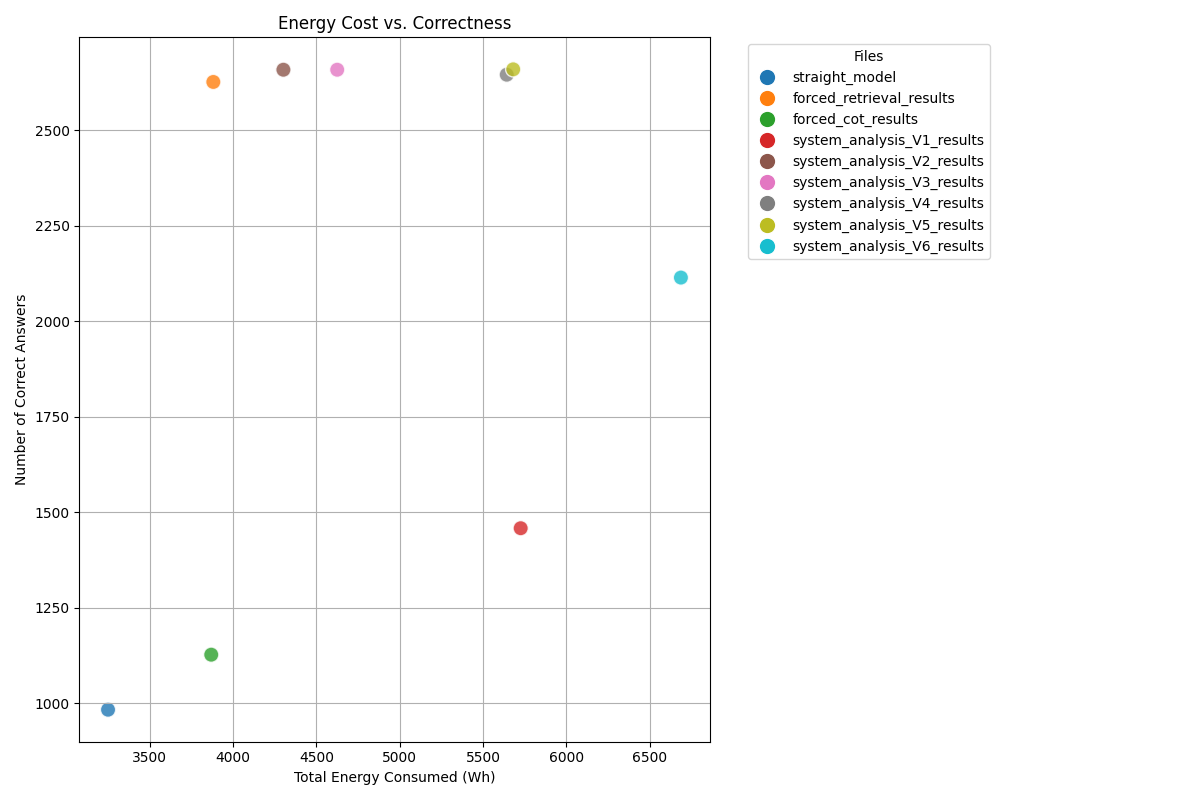 Energy Cost vs. Correctness
Number of Correct Answers
2500
2250
2000
1750
1500
1250
1000
3500 4000 4500 5000 5500 6000 6500
Total Energy Consumed (Wh)
Files
straight_model
forced_retrieval_results
forced_cot_results
system_analysis_V1_results
system_analysis_V2_results
system_analysis_V3_results
system_analysis_V4_results
system_analysis_V5_results
system_analysis_V6_results